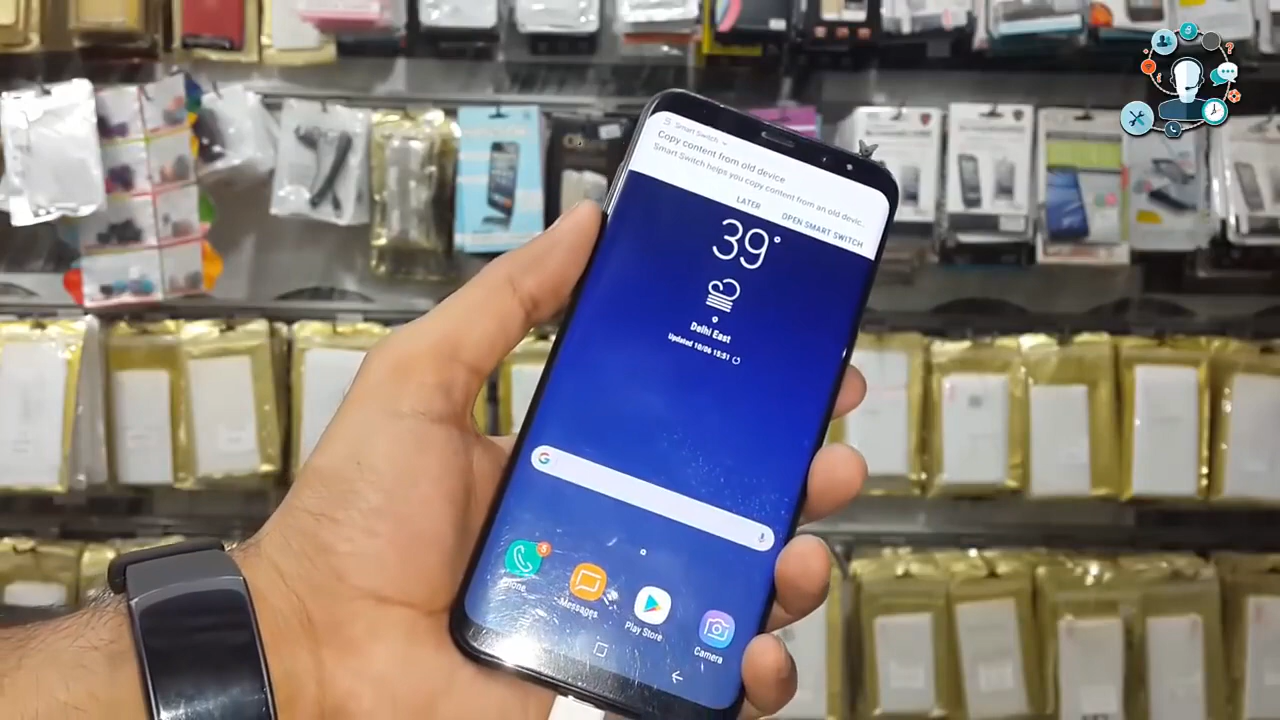 Smart Switch
Copy content from old device
Smart Switch helps you copy content from an old devic..
LATER
OPEN SMART SWITCH
39°
Delhi East
Updated 10/06 15:51
G
5
Phone
Messages
Play Store
Camera